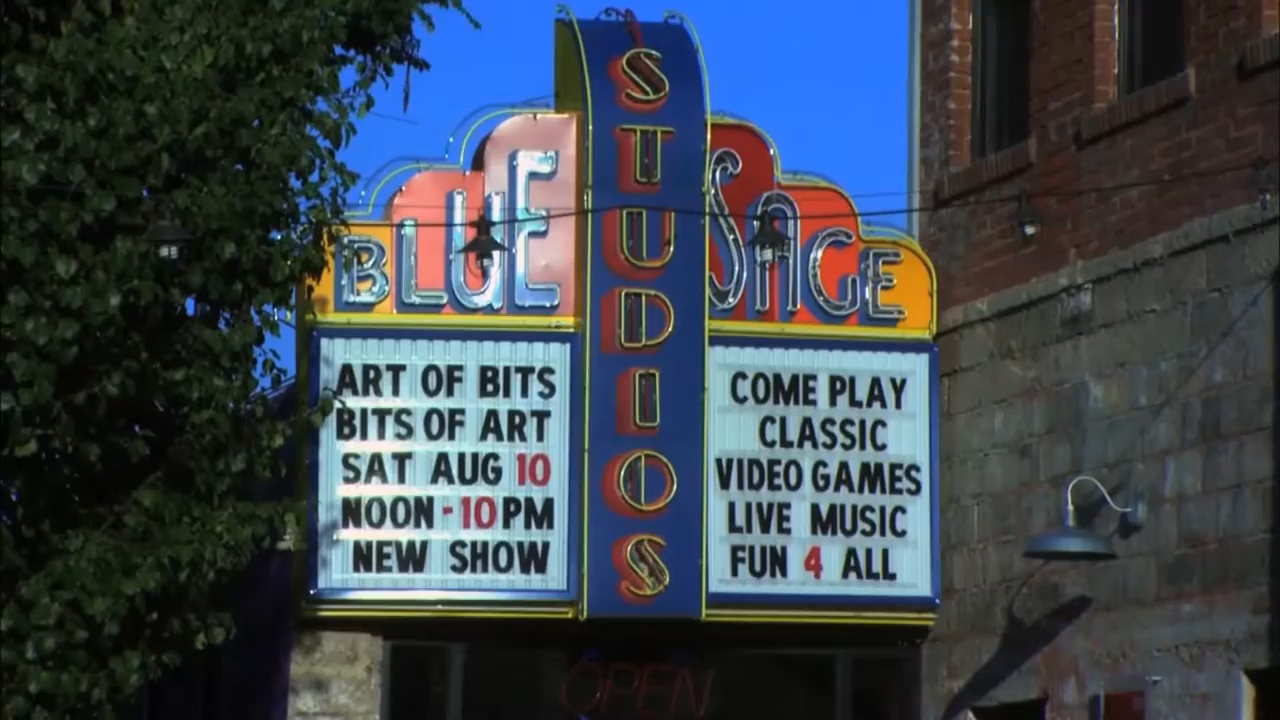 BLUE SAGE
STUDIOS
ART OF BITS
BITS OF ART
SAT AUG 10
NOON - 10 PM
NEW SHOW
COME PLAY
CLASSIC
VIDEO GAMES
LIVE MUSIC
FUN 4 ALL
OPEN